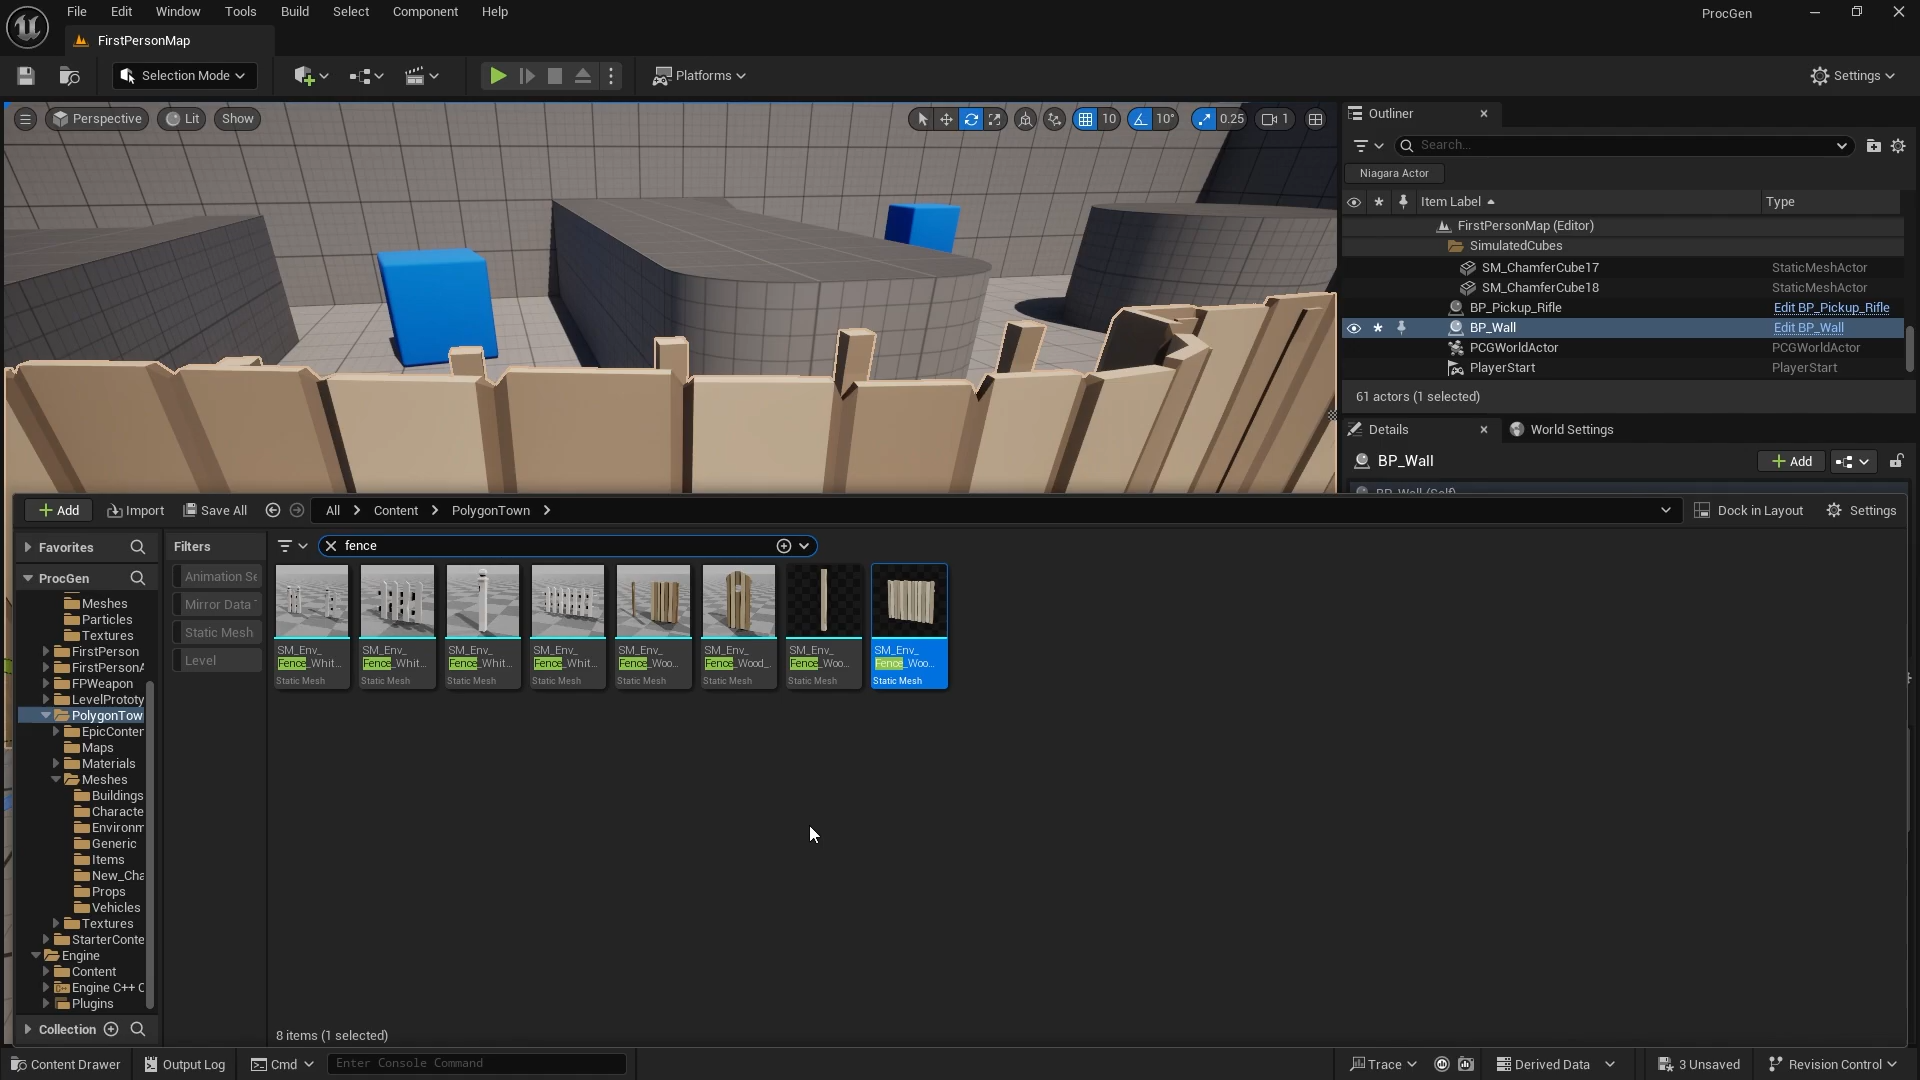 File Edit Window Tools Build Select Component Help
ProcGen
FirstPersonMap
Selection Mode
Platforms
Settings
Perspective
Lit
Show
10
10°
0.25
1
Outliner
Search...
Niagara Actor
Item Label
Type
FirstPersonMap (Editor)
SimulatedCubes
SM_ChamferCube17 StaticMeshActor
SM_ChamferCube18 StaticMeshActor
BP_Pickup_Rifle Edit BP_Pickup_Rifle
BP_Wall Edit BP_Wall
PCGWorldActor PCGWorldActor
PlayerStart PlayerStart
61 actors (1 selected)
Details
World Settings
BP_Wall
Add
BP_Wall (Self)
Add
Import
Save All
All > Content > PolygonTown >
Dock in Layout
Settings
Favorites
ProcGen
Meshes
Particles
Textures
FirstPerson
FirstPersonA
FPWeapon
LevelPrototy
PolygonTow
EpicConter
Maps
Materials
Meshes
Buildings
Characte
Environm
Generic
Items
New_Cha
Props
Vehicles
Textures
StarterConte
Engine
Content
Engine C++ C
Plugins
Collection
Filters
Animation Se
Mirror Data T
Static Mesh
Level
fence
SM_Env_
Fence_Whit...
Static Mesh
SM_Env_
Fence_Whit...
Static Mesh
SM_Env_
Fence_Whit...
Static Mesh
SM_Env_
Fence_Whit...
Static Mesh
SM_Env_
Fence_Woo...
Static Mesh
SM_Env_
Fence_Wood_...
Static Mesh
SM_Env_
Fence_Woo...
Static Mesh
SM_Env_
Fence_Woo...
Static Mesh
8 items (1 selected)
Content Drawer
Output Log
Cmd
Enter Console Command
Trace
Derived Data
3 Unsaved
Revision Control